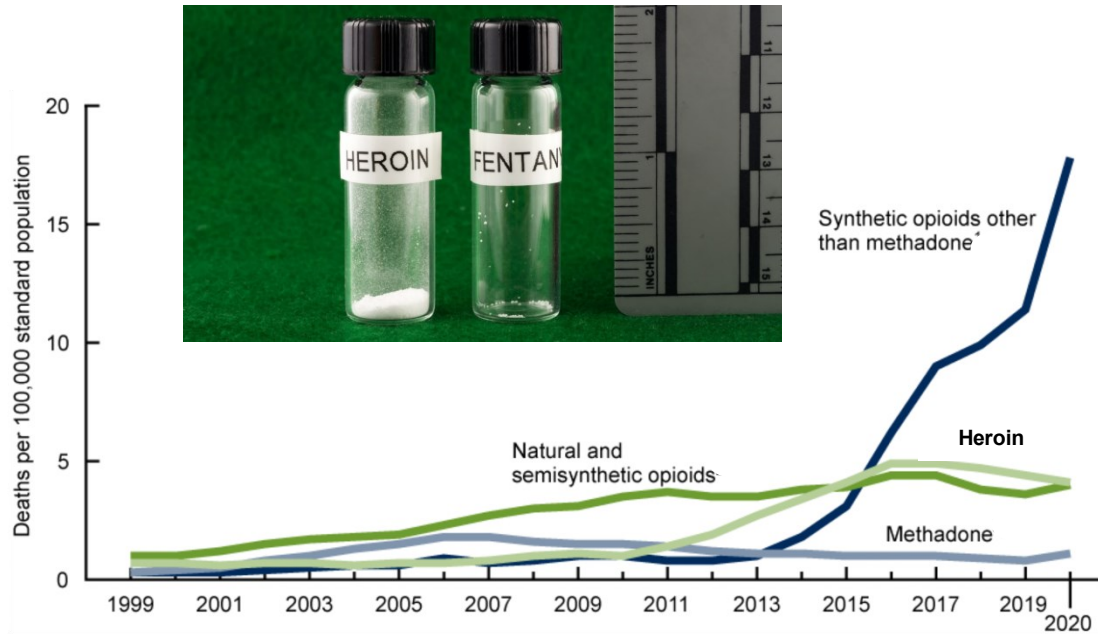 HEROIN
FENTANY
INCHES
2
1
11
12
13
14
15
Deaths per 100,000 standard population
20
15
10
5
0
Synthetic opioids other
than methadone⁴
Natural and
semisynthetic opioids
Heroin
Methadone
1999 2001 2003 2005 2007 2009 2011 2013 2015 2017 2019
2020